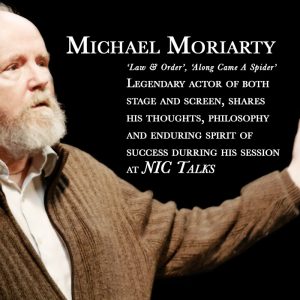 Michael Moriarty
‘Law & Order’, ‘Along Came A Spider’
Legendary actor of both
stage and screen, shares
his thoughts, philosophy
and enduring spirit of
success durring his session
at NIC Talks